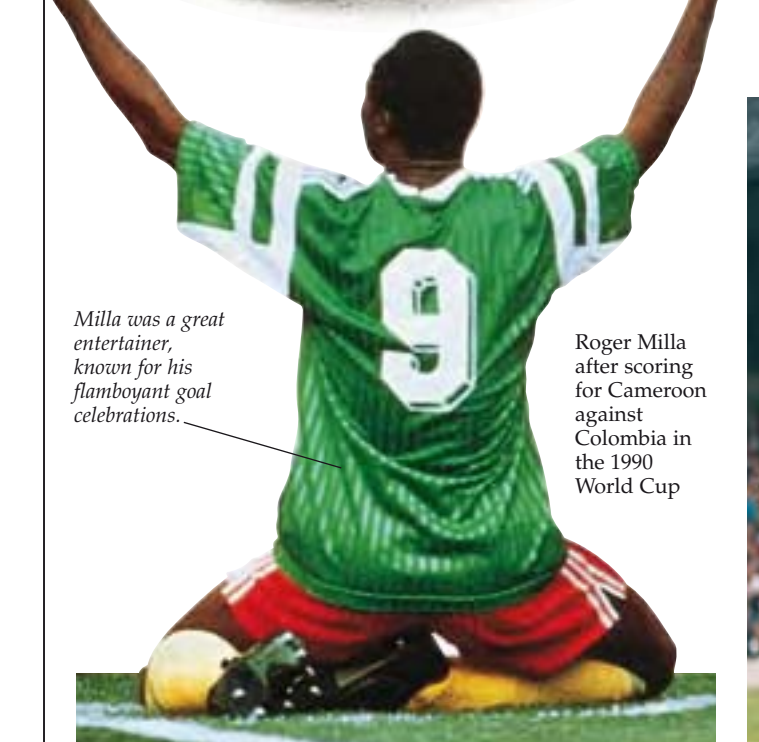 9
Milla was a great
entertainer,
known for his
flamboyant goal
celebrations.
Roger Milla
after scoring
for Cameroon
against
Colombia in
the 1990
World Cup